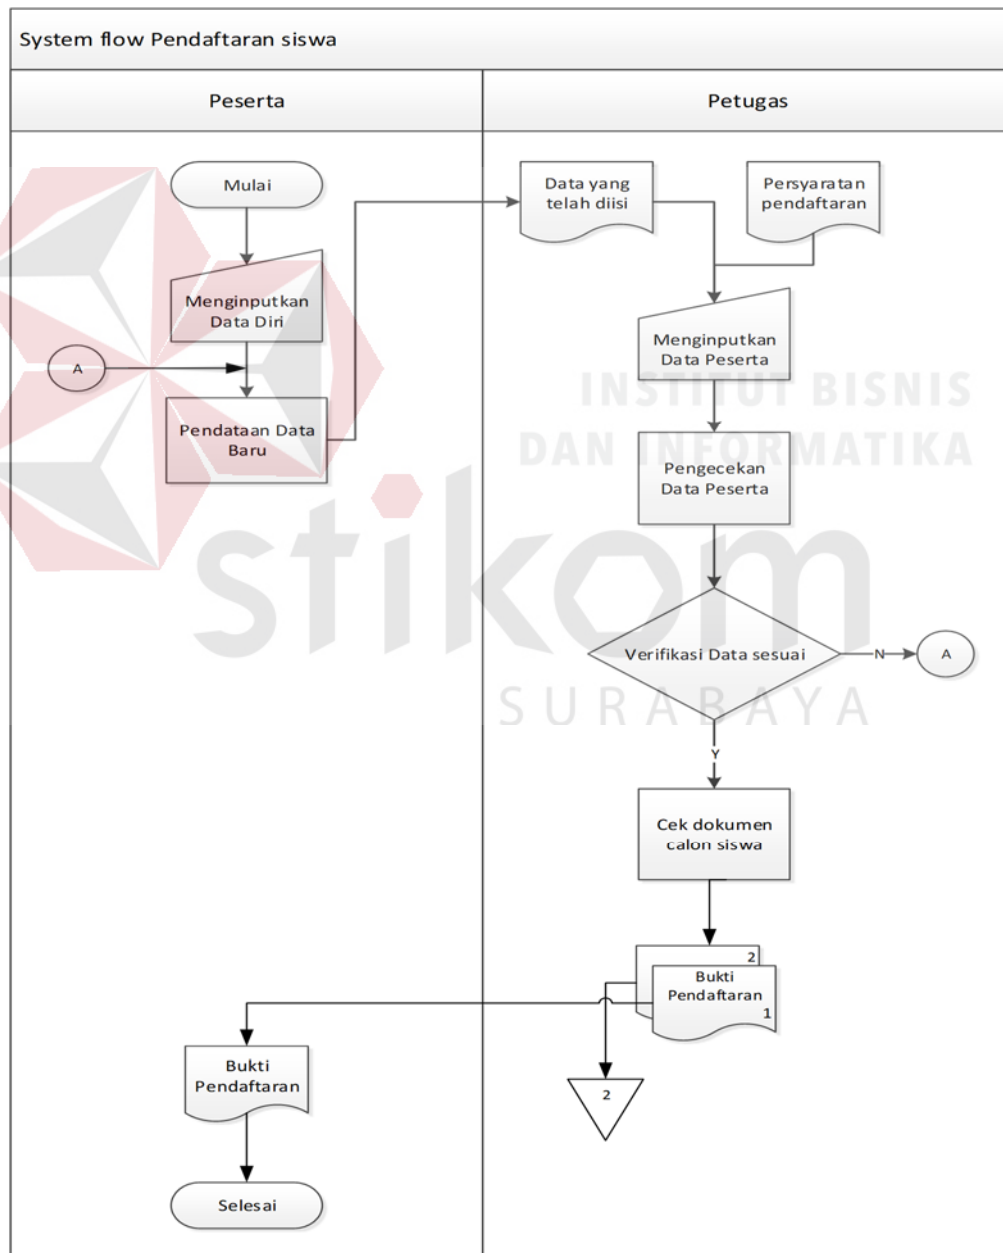 System flow Pendaftaran siswa
Peserta
Petugas
Mulai
Menginputkan
Data Diri
A
Pendataan Data
Baru
Data yang
telah diisi
Persyaratan
pendaftaran
Menginputkan
Data Peserta
Pengecekan
Data Peserta
Verifikasi Data sesuai
N
A
Y
Cek dokumen
calon siswa
2
Bukti
Pendaftaran
1
2
Bukti
Pendaftaran
Selesai
INSTITUT BISNIS
DAN INFORMATIKA
stikom
SURABAYA